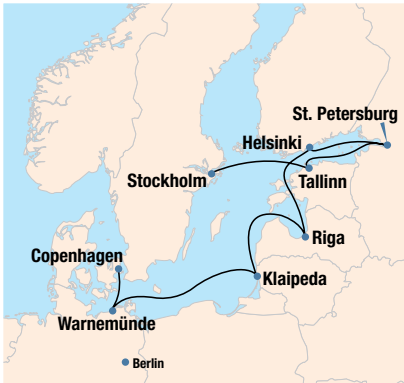 St. Petersburg
Helsinki
Stockholm
Tallinn
Riga
Copenhagen
Klaipeda
Warnemünde
Berlin